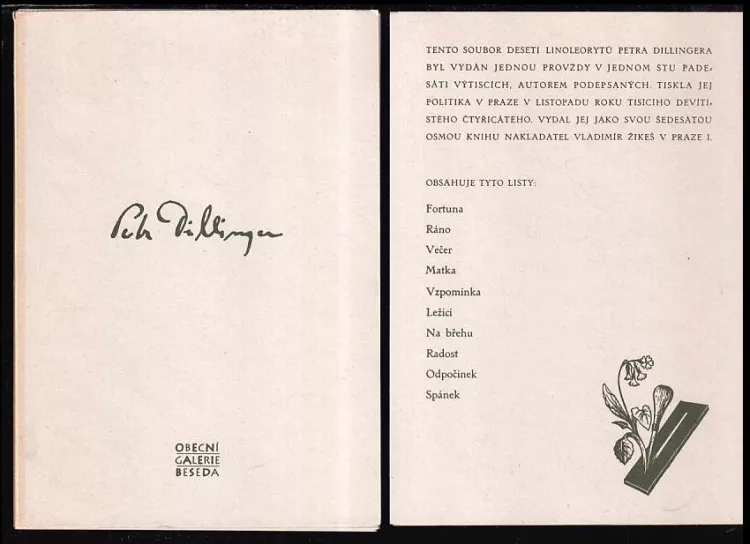 Petr Dillinger
OBECNÍ
GALERIE
BESEDA
TENTO SOUBOR DESETI LINOLEORYTŮ PETRA DILLINGERA
BYL VYDÁN JEDNOU PROVŽDY V JEDNOM STU PADE-
SÁTI VÝTISCÍCH, AUTOREM PODEPSANÝCH. TISKLA JEJ
POLITIKA V PRAZE V LISTOPADU ROKU TISÍCÍHO DEVÍTI-
STÉHO ČTYŘICÁTÉHO. VYDAL JEJ JAKO SVOU ŠEDESÁTOU
OSMOU KNIHU NAKLADATEL VLADIMÍR ŽIKEŠ V PRAZE I.
OBSAHUJE TYTO LISTY:
Fortuna
Ráno
Večer
Matka
Vzpomínka
Ležící
Na břehu
Radost
Odpočinek
Spánek